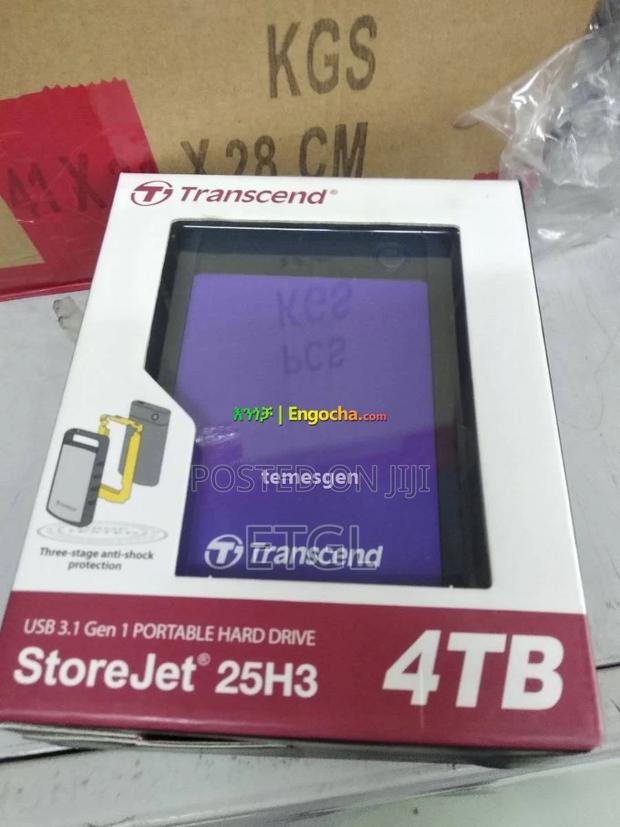 KGS
41 X
X 28 CM
Transcend®
KGS
PCS
እንጎቻ | Engocha.com
POSTED ON JIJI
temesgen
ETGL
Transcend
Three-stage anti-shock
protection
USB 3.1 Gen 1 PORTABLE HARD DRIVE
StoreJet® 25H3
4TB